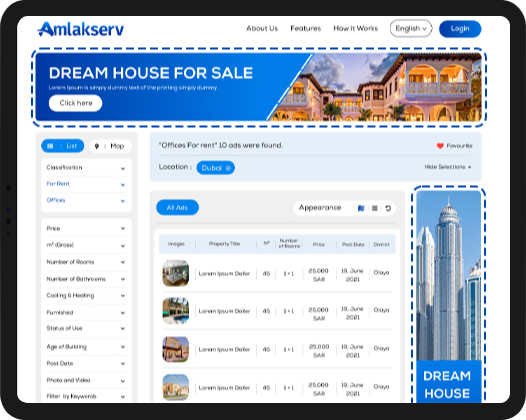 Amlakserv
About Us Features How it Works English Login
DREAM HOUSE FOR SALE
Lorem Ipsum is simply dummy text of the printing simply dummy.
Click here
List Map
Classification
For Rent
Offices
Price
m² (Gross)
Number of Rooms
Number of Bathrooms
Cooling & Heating
Furnished
Status of Use
Age of Building
Post Date
Photo and Video
Filter by Keywords
"Offices For rent" 10 ads were found. Favourite
Location : Dubai Hide Selections
All Ads Appearance
Images Property Title M² Number of Rooms Price Post Date District
Lorem Ipsum Doller 45 1 + 1 25,000 SAR 19, June 2021 Olaya
Lorem Ipsum Dollar 45 1 + 1 25,000 SAR 19, June 2021 Olaya
Lorem Ipsum Dollar 45 1 + 1 25,000 SAR 19, June 2021 Olaya
Lorem Ipsum Dollar 45 1 + 1 25,000 SAR 19, June 2021 Olaya
DREAM
HOUSE